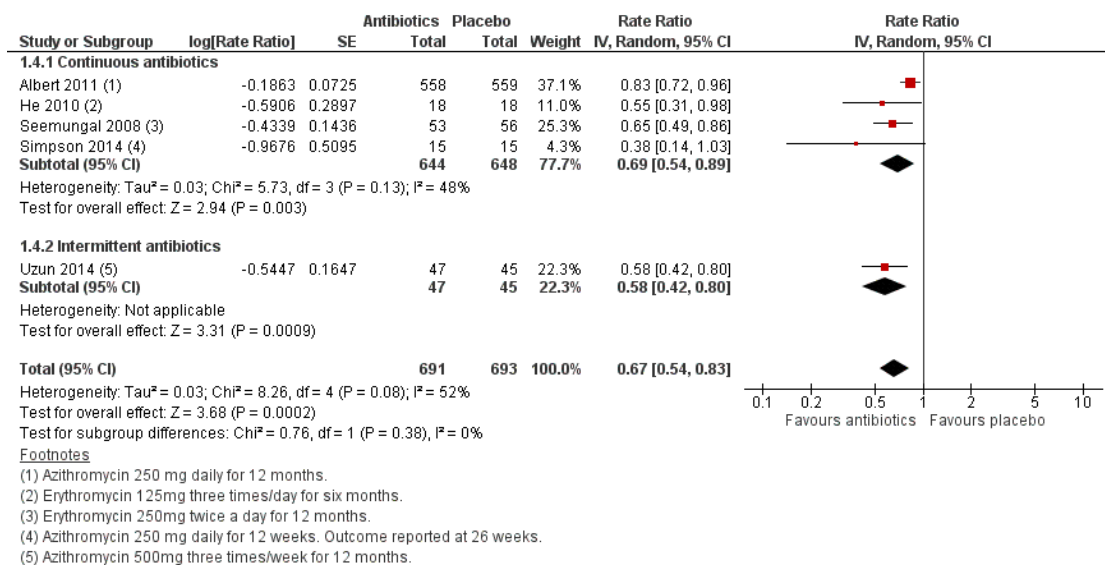 Antibiotics Placebo Rate Ratio Rate Ratio
Study or Subgroup log[Rate Ratio] SE Total Total Weight IV, Random, 95% CI IV, Random, 95% CI
1.4.1 Continuous antibiotics
Albert 2011 (1) -0.1863 0.0725 558 559 37.1% 0.83 [0.72, 0.96]
He 2010 (2) -0.5906 0.2897 18 18 11.0% 0.55 [0.31, 0.98]
Seemungal 2008 (3) -0.4339 0.1436 53 56 25.3% 0.65 [0.49, 0.86]
Simpson 2014 (4) -0.9676 0.5095 15 15 4.3% 0.38 [0.14, 1.03]
Subtotal (95% CI) 644 648 77.7% 0.69 [0.54, 0.89]
Heterogeneity: Tau² = 0.03; Chi² = 5.73, df = 3 (P = 0.13); I² = 48%
Test for overall effect: Z = 2.94 (P = 0.003)
1.4.2 Intermittent antibiotics
Uzun 2014 (5) -0.5447 0.1647 47 45 22.3% 0.58 [0.42, 0.80]
Subtotal (95% CI) 47 45 22.3% 0.58 [0.42, 0.80]
Heterogeneity: Not applicable
Test for overall effect: Z = 3.31 (P = 0.0009)
Total (95% CI) 691 693 100.0% 0.67 [0.54, 0.83]
Heterogeneity: Tau² = 0.03; Chi² = 8.26, df = 4 (P = 0.08); I² = 52%
Test for overall effect: Z = 3.68 (P = 0.0002)
Test for subgroup differences: Chi² = 0.76, df = 1 (P = 0.38), I² = 0%
0.1 0.2 0.5 1 2 5 10
Favours antibiotics Favours placebo
Footnotes
(1) Azithromycin 250 mg daily for 12 months.
(2) Erythromycin 125mg three times/day for six months.
(3) Erythromycin 250mg twice a day for 12 months.
(4) Azithromycin 250 mg daily for 12 weeks. Outcome reported at 26 weeks.
(5) Azithromycin 500mg three times/week for 12 months.